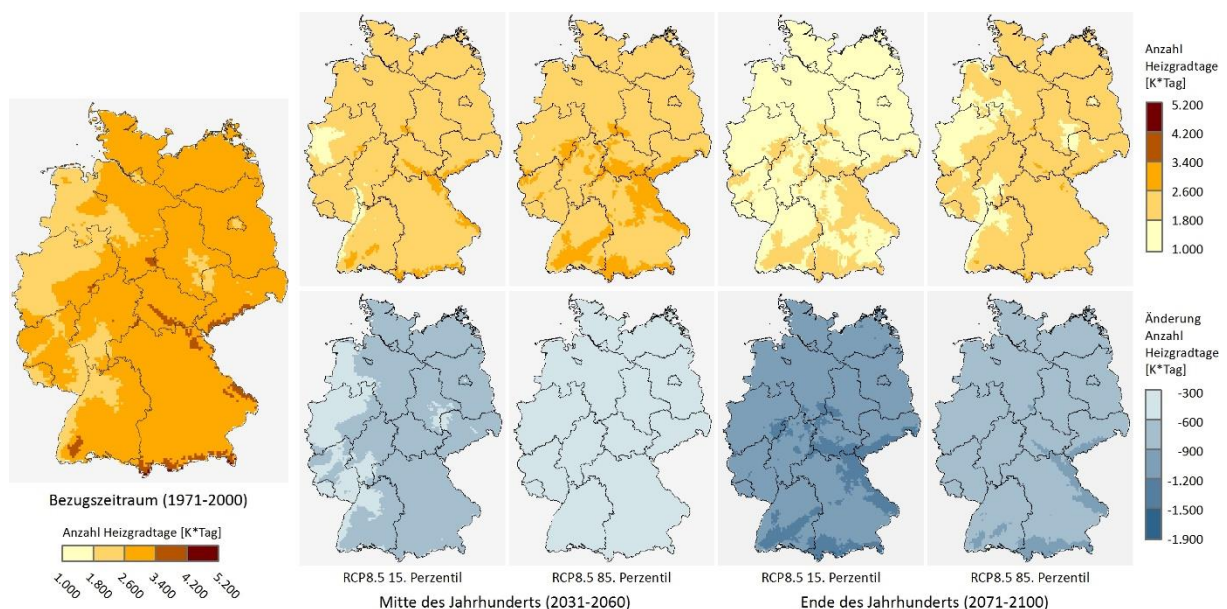 Bezugszeitraum (1971-2000)
Anzahl Heizgradtage [K*Tag]
1.000
1.800
2.600
3.400
4.200
5.200
Anzahl
Heizgradtage
[K*Tag]
5.200
4.200
3.400
2.600
1.800
1.000
Änderung
Anzahl
Heizgradtage
[K*Tag]
-300
-600
-900
-1.200
-1.500
-1.900
RCP8.5 15. Perzentil
RCP8.5 85. Perzentil
RCP8.5 15. Perzentil
RCP8.5 85. Perzentil
Mitte des Jahrhunderts (2031-2060)
Ende des Jahrhunderts (2071-2100)